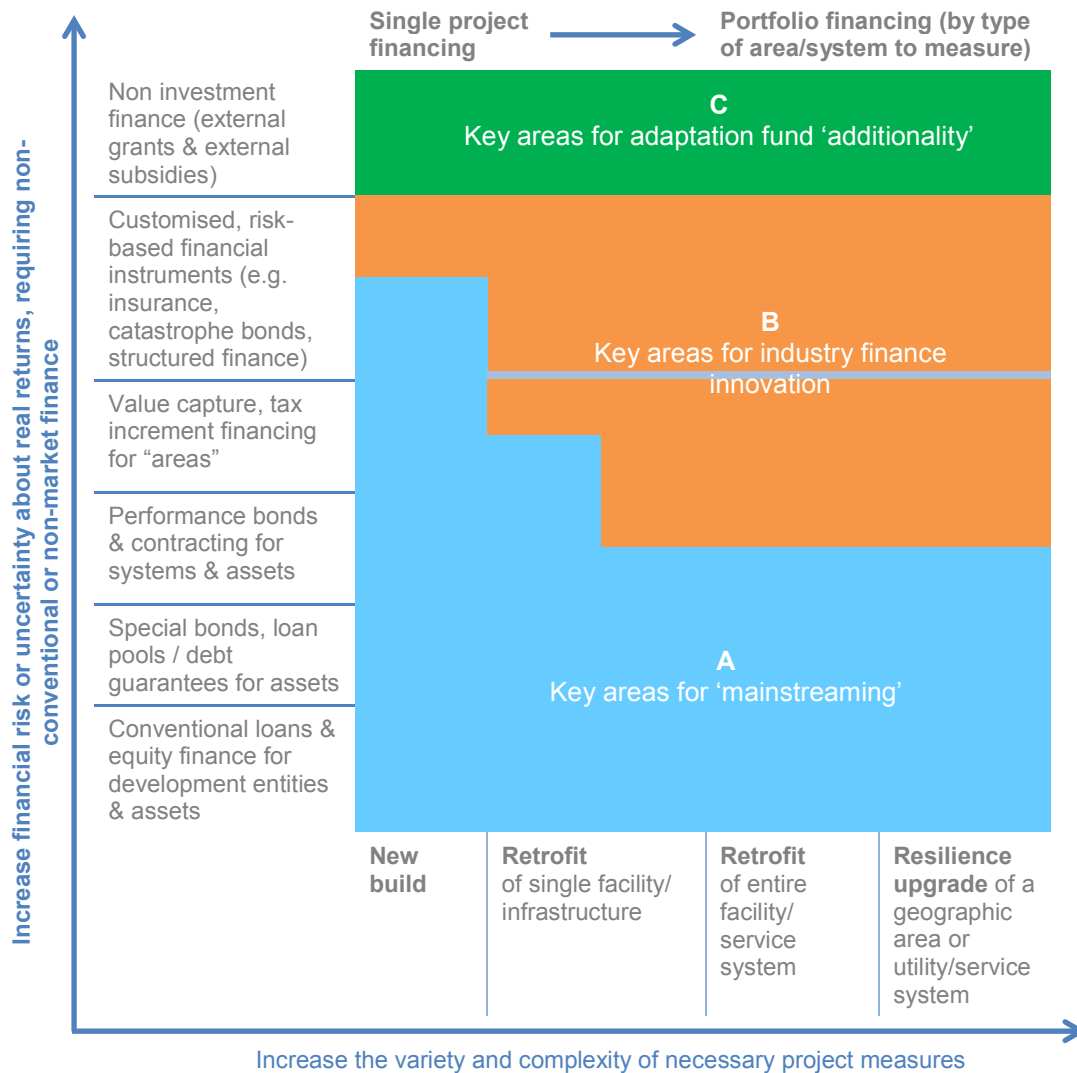 Single project
financing
Portfolio financing (by type
of area/system to measure)
Increase financial risk or uncertainty about real returns, requiring non-
conventional or non-market finance
Non investment
finance (external
grants & external
subsidies)
Customised, risk-
based financial
instruments (e.g.
insurance,
catastrophe bonds,
structured finance)
Value capture, tax
increment financing
for “areas”
Performance bonds
& contracting for
systems & assets
Special bonds, loan
pools / debt
guarantees for assets
Conventional loans &
equity finance for
development entities
& assets
C
Key areas for adaptation fund ‘additionality’
B
Key areas for industry finance
innovation
A
Key areas for ‘mainstreaming’
New
build
Retrofit
of single facility/
infrastructure
Retrofit
of entire
facility/
service
system
Resilience
upgrade of a
geographic
area or
utility/service
system
Increase the variety and complexity of necessary project measures